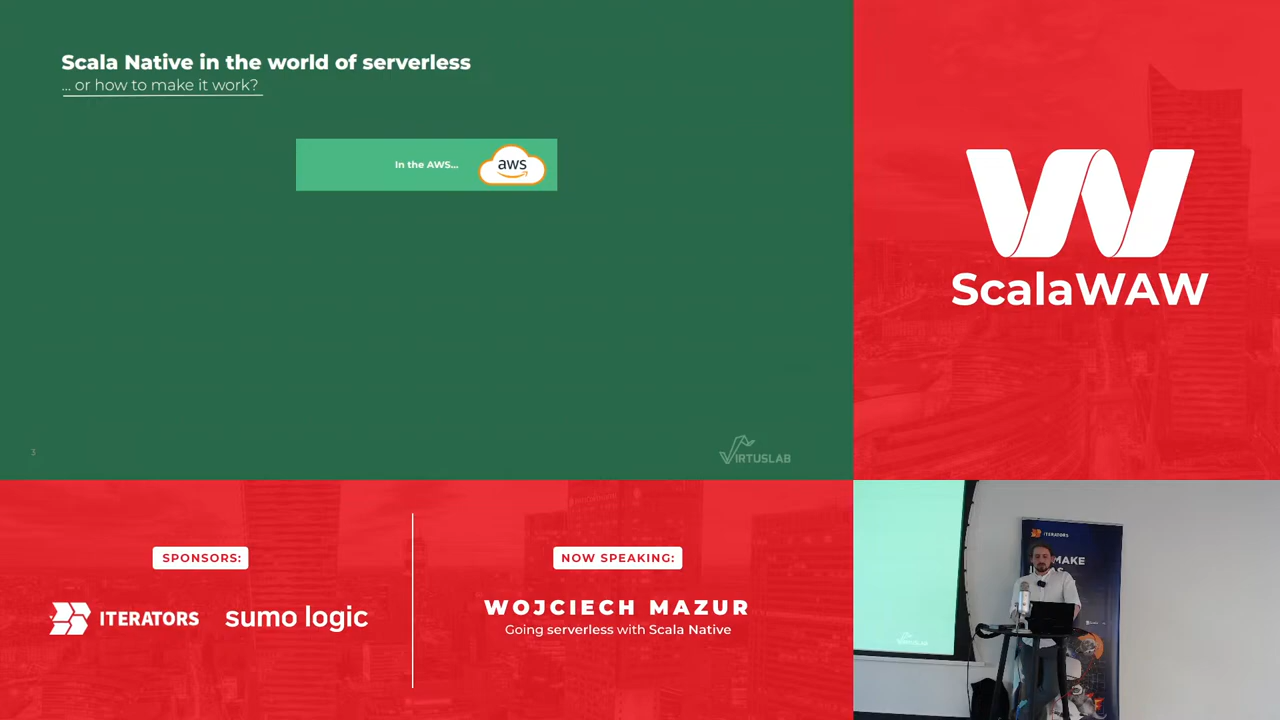 Scala Native in the world of serverless
... or how to make it work?
In the AWS...
aws
3
VIRTUSLAB
ScalaWAW
SPONSORS:
ITERATORS
sumo logic
NOW SPEAKING:
WOJCIECH MAZUR
Going serverless with Scala Native
ITERATORS
MAKE